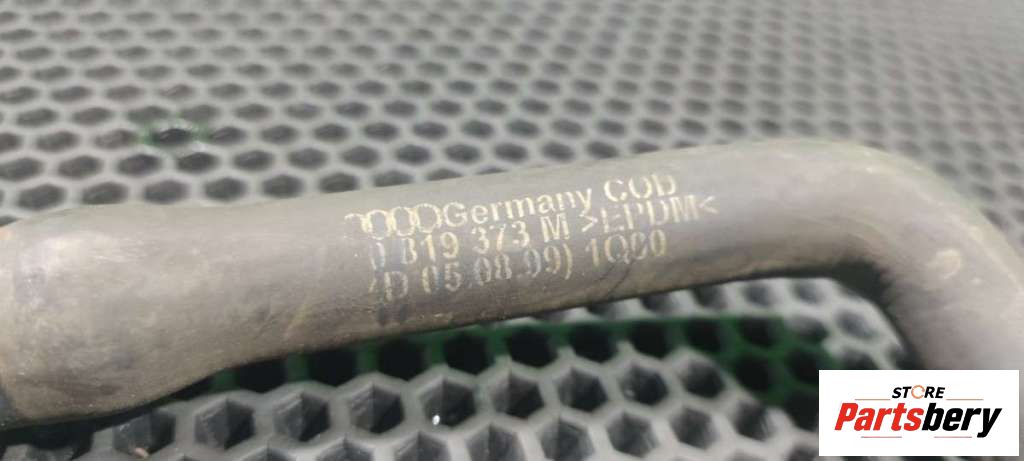 Germany COD
819 373 M >EPDM<
D 05.08.99) 1Q00
STORE
Partsbery